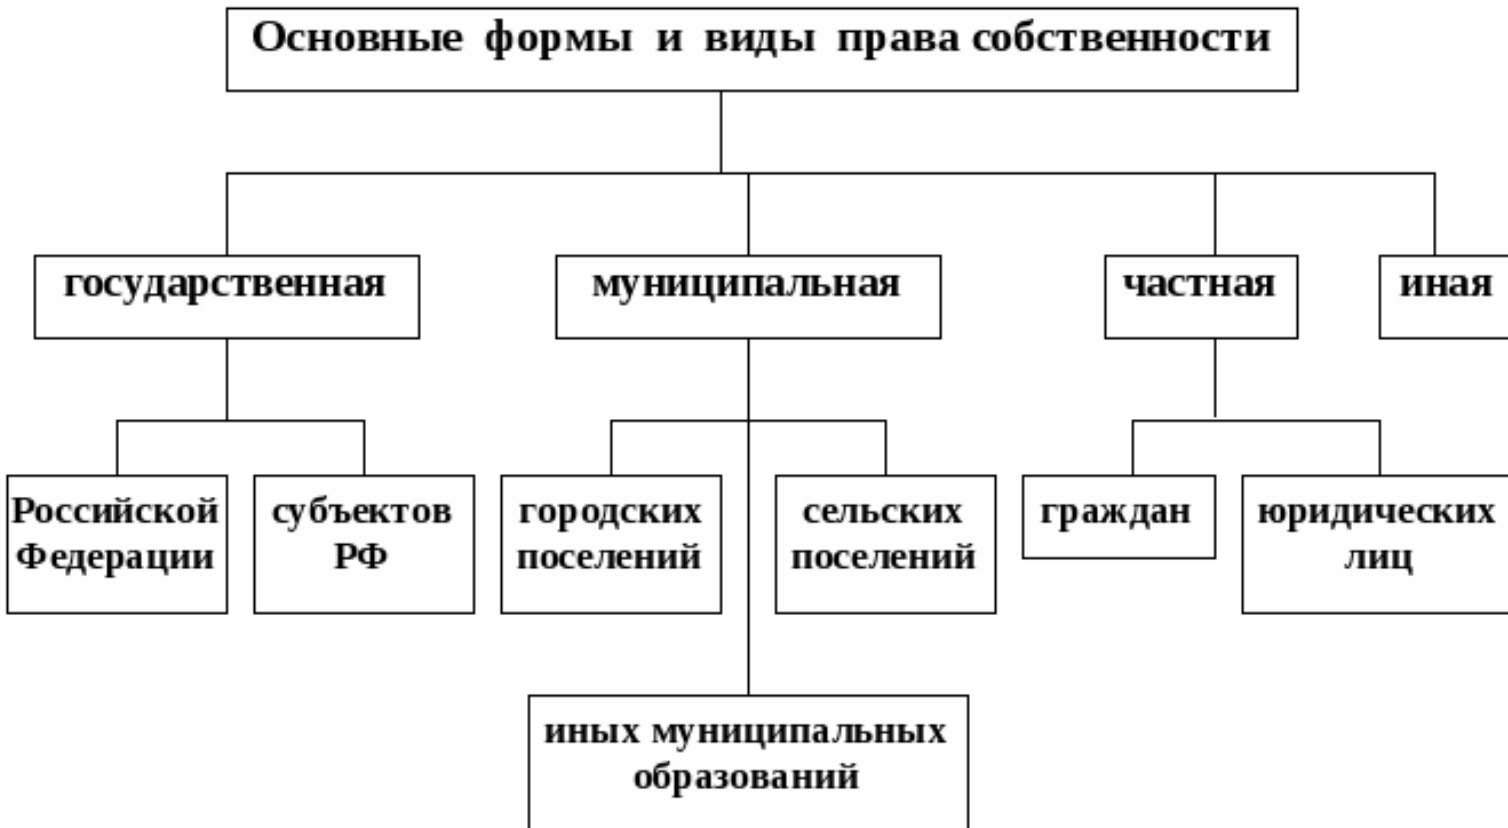 Основные формы и виды права собственности
государственная
муниципальная
частная
иная
Российской
Федерации
субъектов
РФ
городских
поселений
сельских
поселений
граждан
юридических
лиц
иных муниципальных
образований